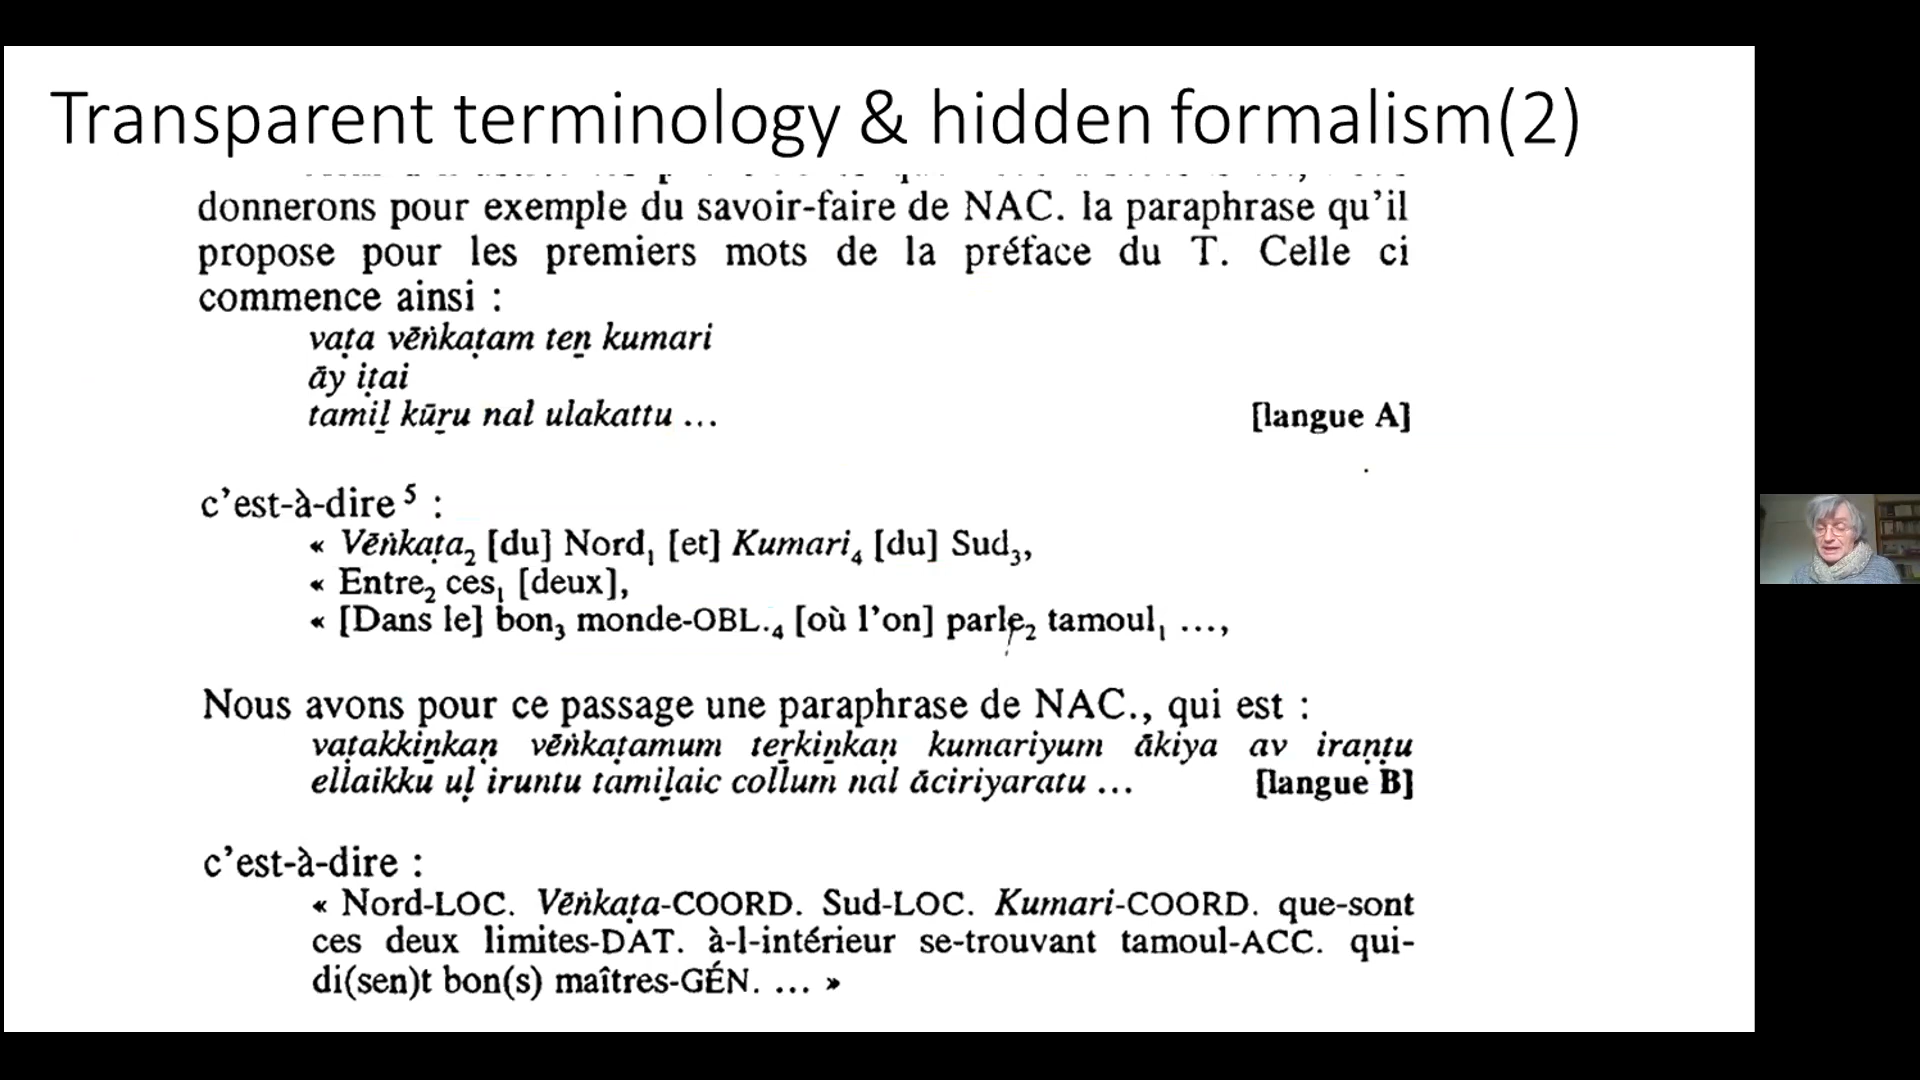 Transparent terminology & hidden formalism(2)
donnerons pour exemple du savoir-faire de NAC. la paraphrase qu'il
propose pour les premiers mots de la préface du T. Celle ci
commence ainsi :
vaṭa vēṅkaṭam teṉ kumari
āy iṭai
tamiḻ kūṟu nal ulakattu ...
[langue A]
c'est-à-dire ⁵ :
« Vēṅkaṭa₂ [du] Nord₁ [et] Kumari₄ [du] Sud₃,
« Entre₂ ces₁ [deux],
« [Dans le] bon₃ monde-OBL.₄ [où l'on] parle₂ tamoul₁ ...,
Nous avons pour ce passage une paraphrase de NAC., qui est :
vaṭakkiṉkaṇ vēṅkaṭamum teṟkiṉkaṇ kumariyum ākiya av iraṇṭu
ellaikku uḷ iruntu tamiḻaic collum nal āciriyaratu ... [langue B]
c'est-à-dire :
« Nord-LOC. Vēṅkaṭa-COORD. Sud-LOC. Kumari-COORD. que-sont
ces deux limites-DAT. à-l-intérieur se-trouvant tamoul-ACC. qui-
di(sen)t bon(s) maîtres-GÉN. ... »